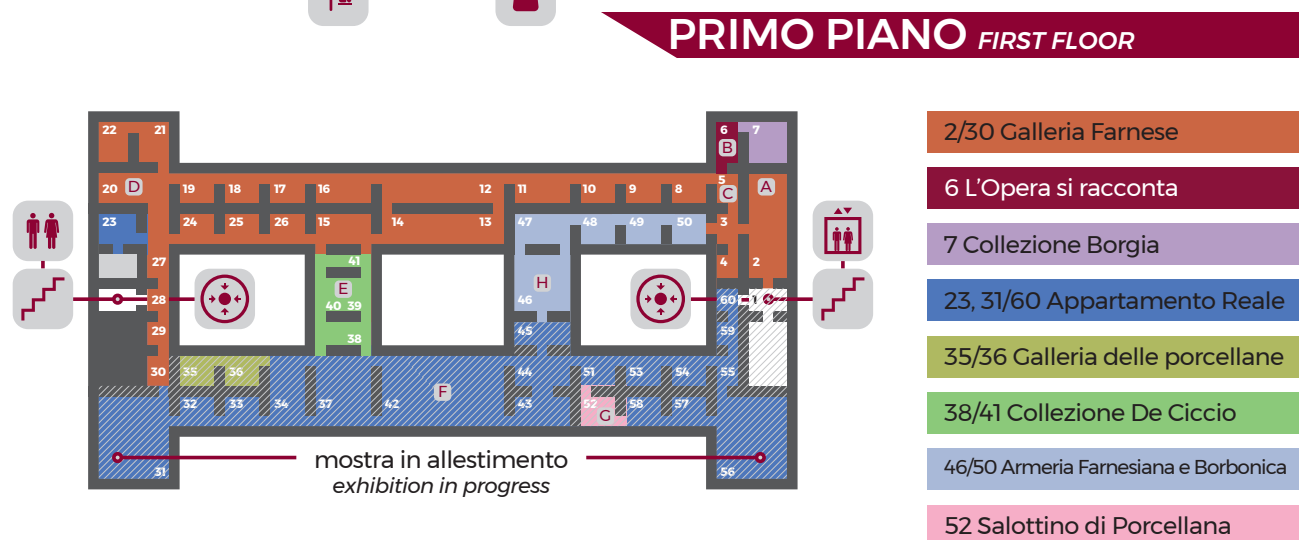 PRIMO PIANO FIRST FLOOR
22 21 6 7
B
20 D 19 18 17 16 12 11 10 9 8 5 C A
23 24 25 26 15 14 13 47 48 49 50 3
27 41 4 2
E H
28 40 39 46 60 1
29 38 45 59
30 35 36 44 51 53 54 55
F
32 33 34 37 42 43 52 G 58 57
31 56
mostra in allestimento
exhibition in progress
2/30 Galleria Farnese
6 L'Opera si racconta
7 Collezione Borgia
23, 31/60 Appartamento Reale
35/36 Galleria delle porcellane
38/41 Collezione De Ciccio
46/50 Armeria Farnesiana e Borbonica
52 Salottino di Porcellana